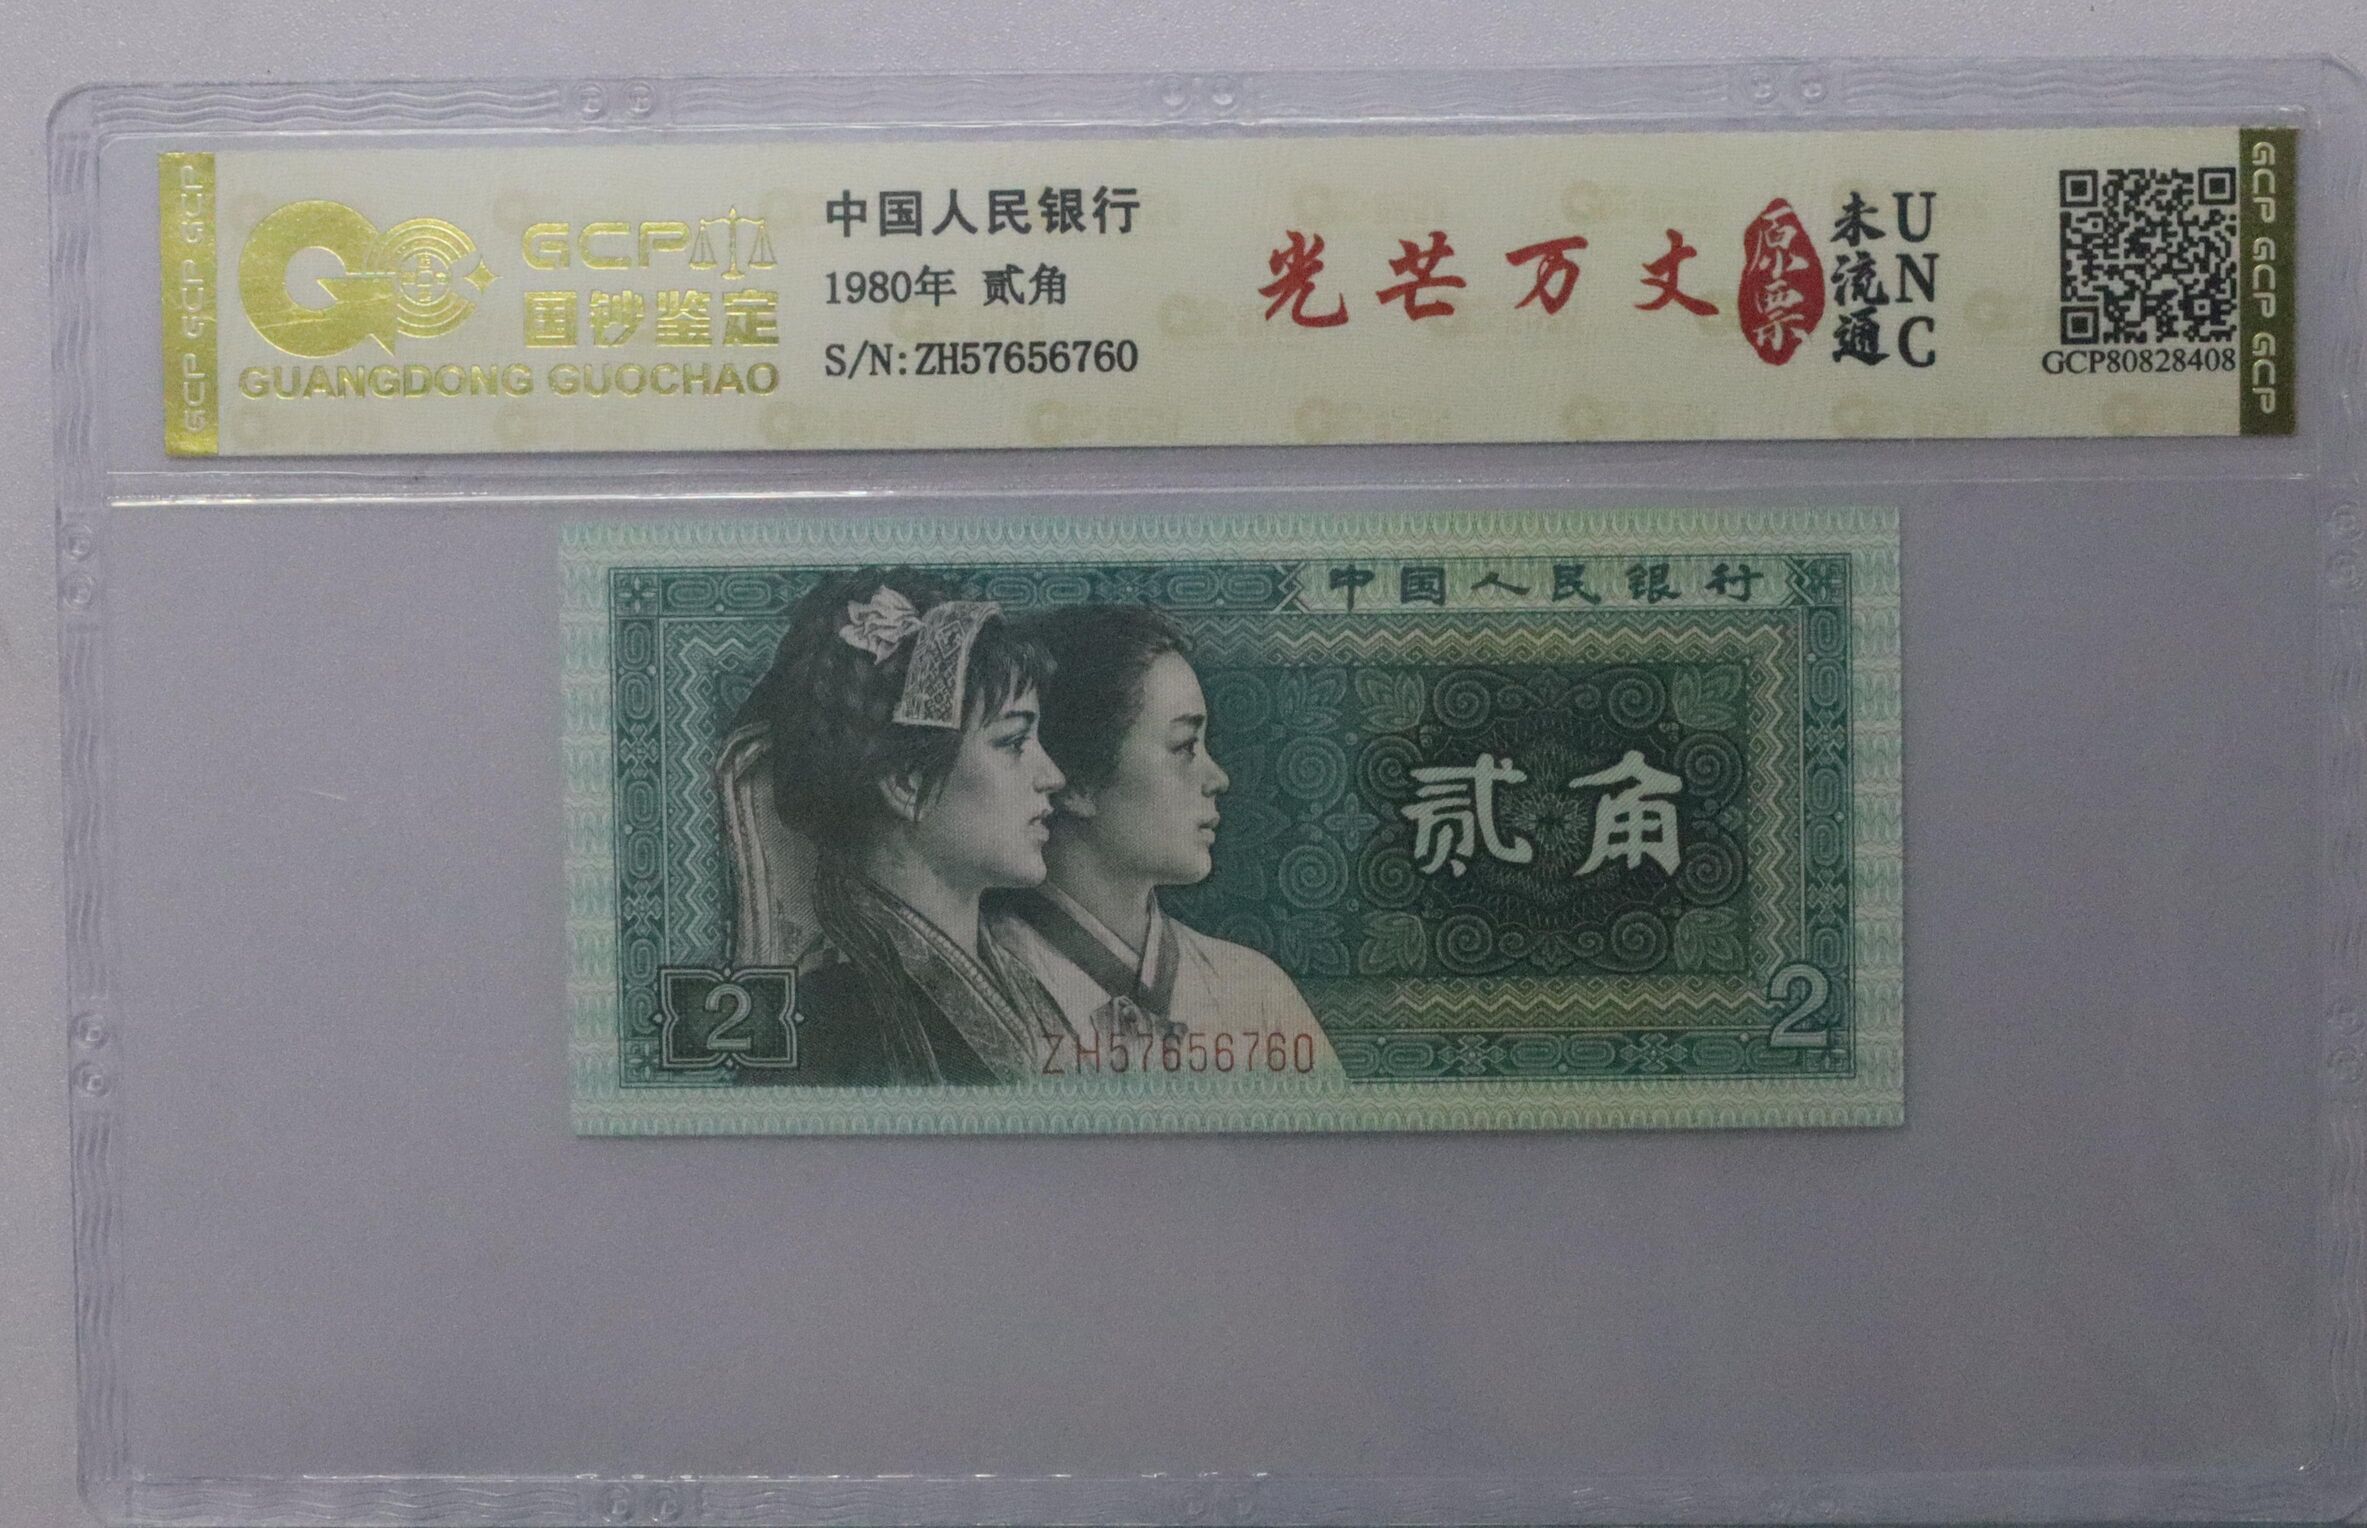 GCP GCP GCP
GCP
国钞鉴定
GUANGDONG GUOCHAO
中国人民银行
1980年 贰角
S/N:ZH57656760
光芒万丈
原票
未流通
UNC
GCP80828408
GCP GCP GCP
中国人民银行
贰角
2
ZH57656760
2